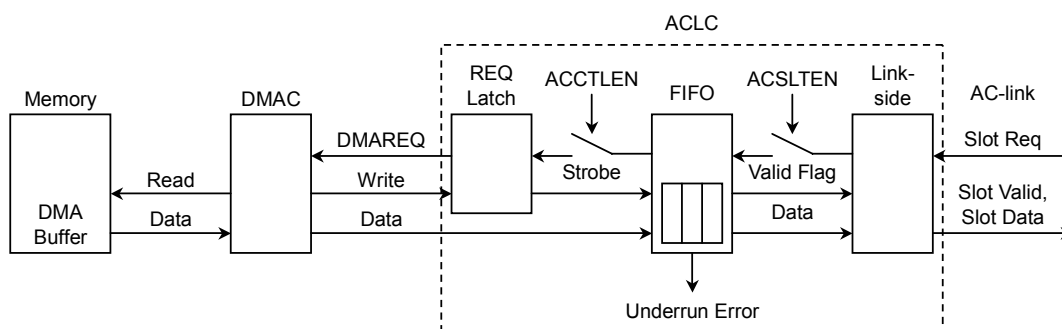 ACLC
REQ
Latch
ACCTLEN
FIFO
ACSLTEN
Link-
side
Memory
DMAC
AC-link
DMAREQ
Slot Req
Strobe
Valid Flag
Read
Write
Slot Valid,
Slot Data
DMA
Buffer
Data
Data
Data
Underrun Error